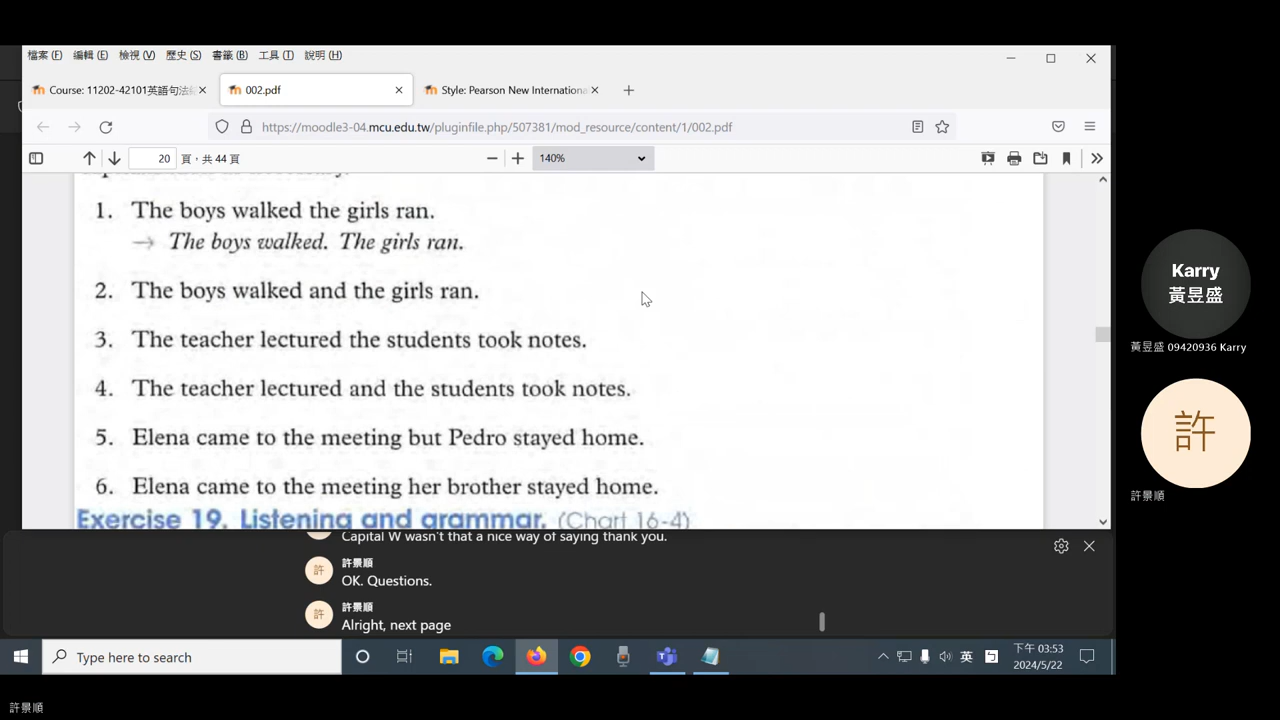 檔案 (F) 編輯 (E) 檢視 (V) 歷史 (S) 書籤 (B) 工具 (T) 說明 (H)
Course: 11202-42101英語句法
002.pdf
Style: Pearson New Internationa
https://moodle3-04.mcu.edu.tw/pluginfile.php/507381/mod_resource/content/1/002.pdf
20 頁，共 44 頁
140%
1. The boys walked the girls ran.
→ The boys walked. The girls ran.
2. The boys walked and the girls ran.
3. The teacher lectured the students took notes.
4. The teacher lectured and the students took notes.
5. Elena came to the meeting but Pedro stayed home.
6. Elena came to the meeting her brother stayed home.
Exercise 19. Listening and grammar. (Chart 16-4)
Karry
黃昱盛
黃昱盛 09420936 Karry
許
許景順
Capital W wasn't that a nice way of saying thank you.
許 許景順
OK. Questions.
許 許景順
Alright, next page
Type here to search
英
下午 03:53
2024/5/22
許景順